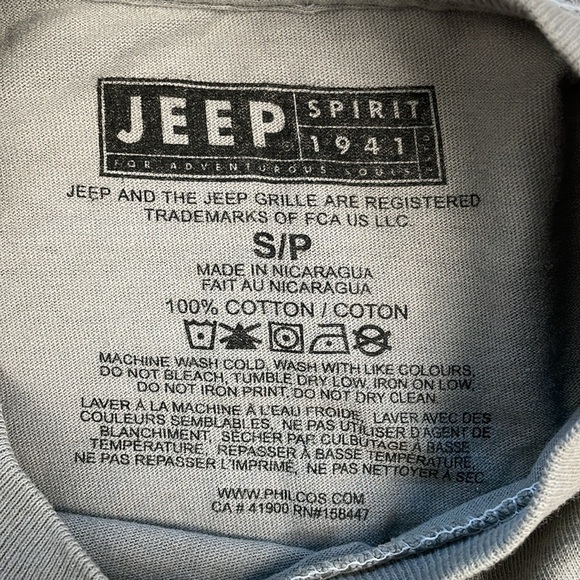 JEEP SPIRIT
1941
FOR ADVENTUROUS SOULS
JEEP AND THE JEEP GRILLE ARE REGISTERED
TRADEMARKS OF FCA US LLC.
S/P
MADE IN NICARAGUA
FAIT AU NICARAGUA
100% COTTON / COTON
MACHINE WASH COLD, WASH WITH LIKE COLOURS,
DO NOT BLEACH, TUMBLE DRY LOW, IRON ON LOW,
DO NOT IRON PRINT, DO NOT DRY CLEAN.
LAVER À LA MACHINE À L'EAU FROIDE, LAVER AVEC DES
COULEURS SEMBLABLES, NE PAS UTILISER D'AGENT DE
BLANCHIMENT, SÉCHER PAR CULBUTAGE À BASSE
TEMPÉRATURE, REPASSER À BASSE TEMPÉRATURE,
NE PAS REPASSER L'IMPRIMÉ, NE PAS NETTOYER À SEC.
WWW.PHILCOS.COM
CA # 41900 RN#158447